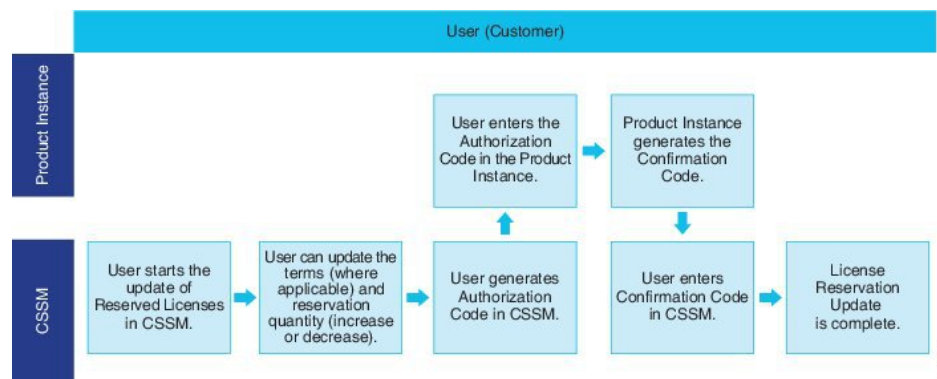 User (Customer)
Product Instance
User enters the
Authorization
Code in the Product
Instance.
Product Instance
generates the
Confirmation
Code.
CSSM
User starts the
update of
Reserved Licenses
in CSSM.
User can update the
terms (where
applicable) and
reservation
quantity (increase
or decrease).
User generates
Authorization
Code in CSSM.
User enters
Confirmation Code
in CSSM.
License
Reservation
Update
is complete.